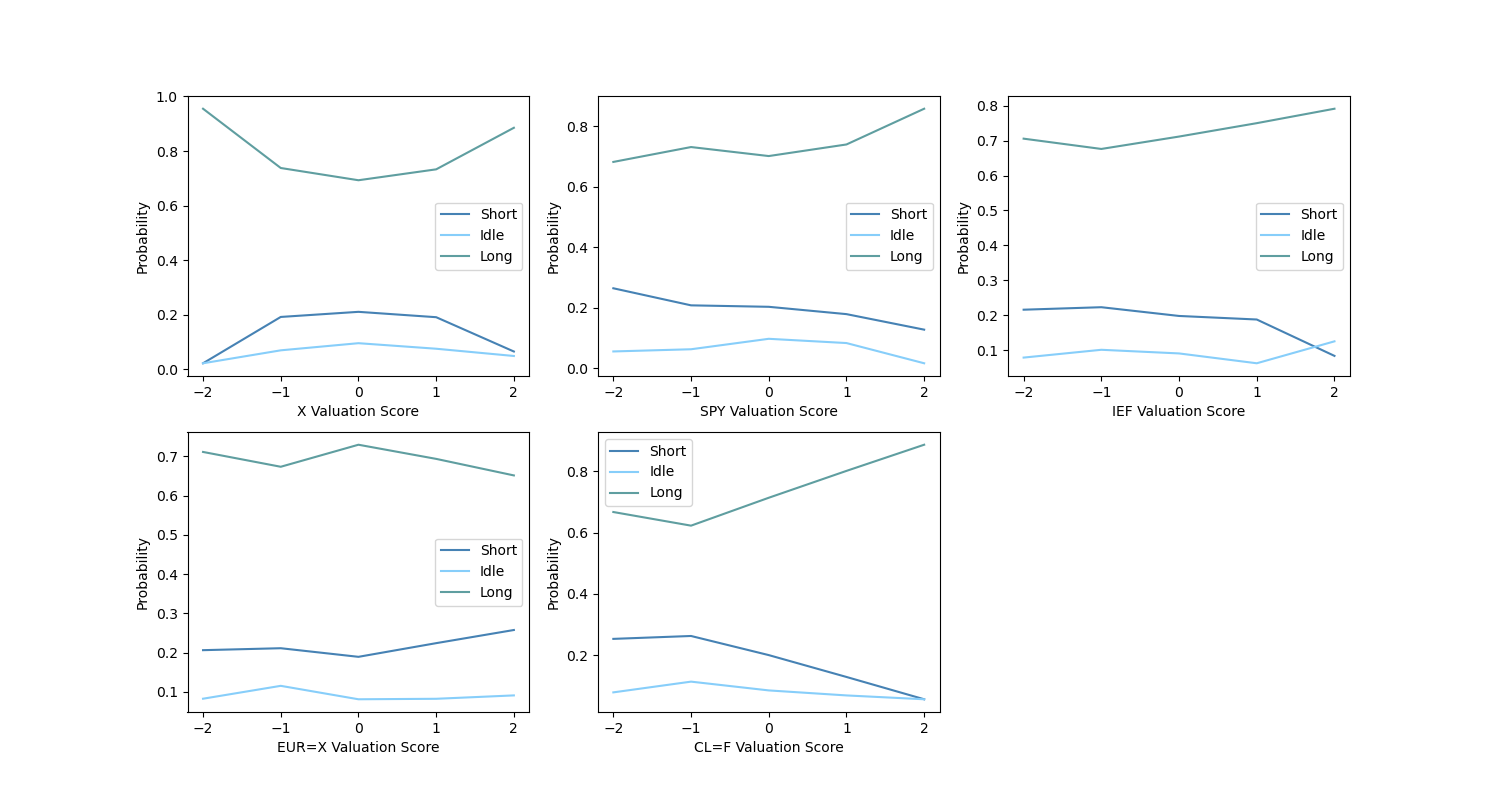 1.0
0.8
0.6
0.4
0.2
0.0
Probability
−2 −1 0 1 2
X Valuation Score
Short
Idle
Long
0.8
0.6
0.4
0.2
0.0
Probability
−2 −1 0 1 2
SPY Valuation Score
Short
Idle
Long
0.8
0.7
0.6
0.5
0.4
0.3
0.2
0.1
Probability
−2 −1 0 1 2
IEF Valuation Score
Short
Idle
Long
0.7
0.6
0.5
0.4
0.3
0.2
0.1
Probability
−2 −1 0 1 2
EUR=X Valuation Score
Short
Idle
Long
0.8
0.6
0.4
0.2
Probability
−2 −1 0 1 2
CL=F Valuation Score
Short
Idle
Long